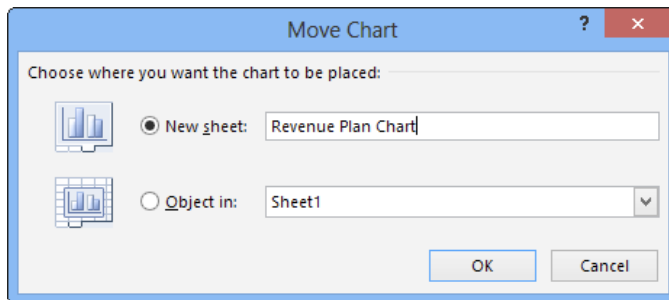 Move Chart
?
×
Choose where you want the chart to be placed:
New sheet: Revenue Plan Chart
Object in: Sheet1
OK Cancel